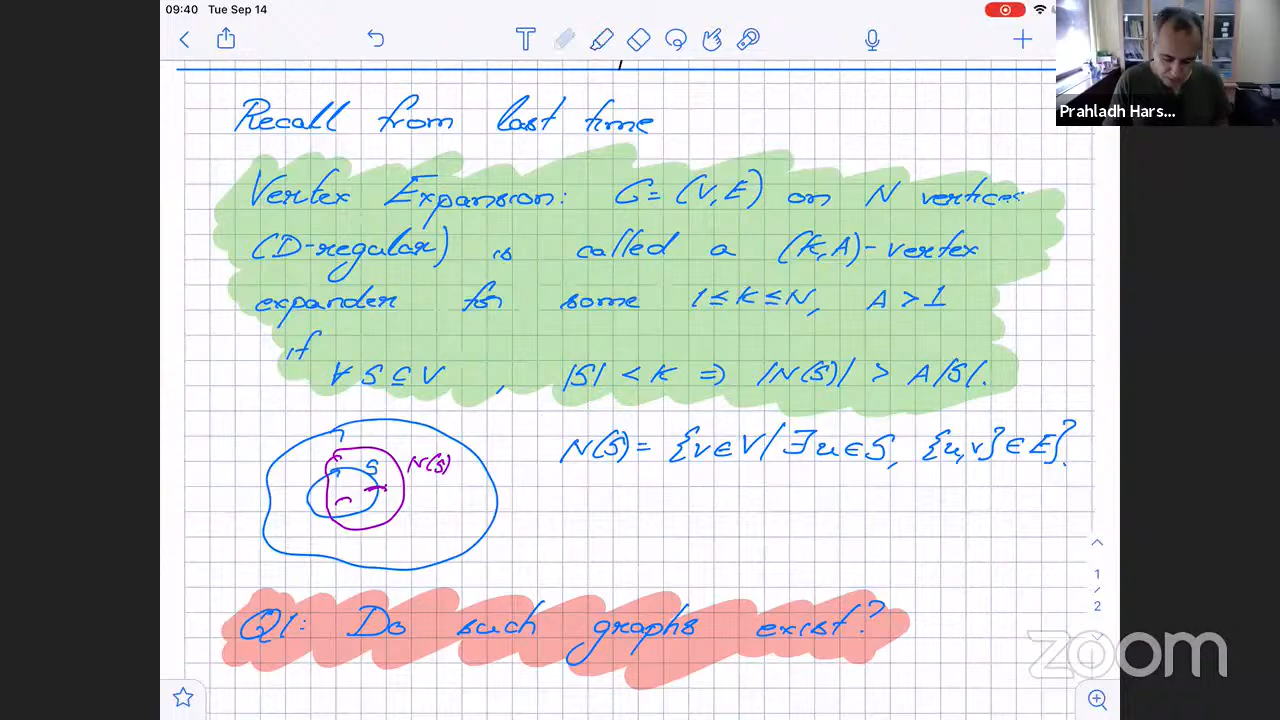 09:40 Tue Sep 14
Prahladh Hars...
Recall from last time
Vertex Expansion: G=(V,E) on N vertices
(D-regular) is called a (K,A)-vertex
expander for some 1≤K≤N, A>1
if
∀ S⊆V , |S| < K ⇒ |N(S)| > A|S|.
N(S) = {v∈V/∃u∈S, {u,v}∈E}.
S N(S)
Q1: Do such graphs exist?
1
/
2
zoom